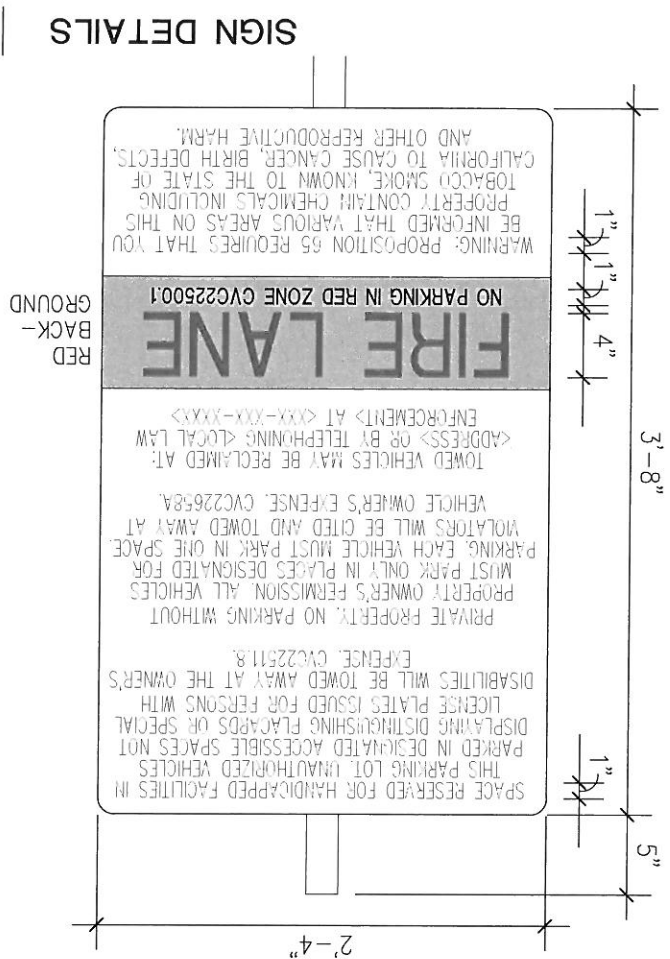 2'-4"
5"
1"
SPACE RESERVED FOR HANDICAPPED FACILITIES IN
THIS PARKING LOT. UNAUTHORIZED VEHICLES
PARKED IN DESIGNATED ACCESSIBLE SPACES NOT
DISPLAYING DISTINGUISHING PLACARDS OR SPECIAL
LICENSE PLATES ISSUED FOR PERSONS WITH
DISABILITIES WILL BE TOWED AWAY AT THE OWNER'S
EXPENSE. CVC22511.8.
PRIVATE PROPERTY. NO PARKING WITHOUT
PROPERTY OWNER'S PERMISSION. ALL VEHICLES
MUST PARK ONLY IN PLACES DESIGNATED FOR
PARKING. EACH VEHICLE MUST PARK IN ONE SPACE.
VIOLATORS WILL BE CITED AND TOWED AWAY AT
VEHICLE OWNER'S EXPENSE. CVC22658A.
TOWED VEHICLES MAY BE RECLAIMED AT:
<ADDRESS> OR BY TELEPHONING <LOCAL LAW
ENFORCEMENT> AT <XXX-XXX-XXXX>
3'-8"
FIRE LANE
NO PARKING IN RED ZONE CVC22500.1
RED
BACK-
GROUND
4"
1"
1"
WARNING: PROPOSITION 65 REQUIRES THAT YOU
BE INFORMED THAT VARIOUS AREAS ON THIS
PROPERTY CONTAIN CHEMICALS INCLUDING
TOBACCO SMOKE, KNOWN TO THE STATE OF
CALIFORNIA TO CAUSE CANCER, BIRTH DEFECTS,
AND OTHER REPRODUCTIVE HARM.
SIGN DETAILS